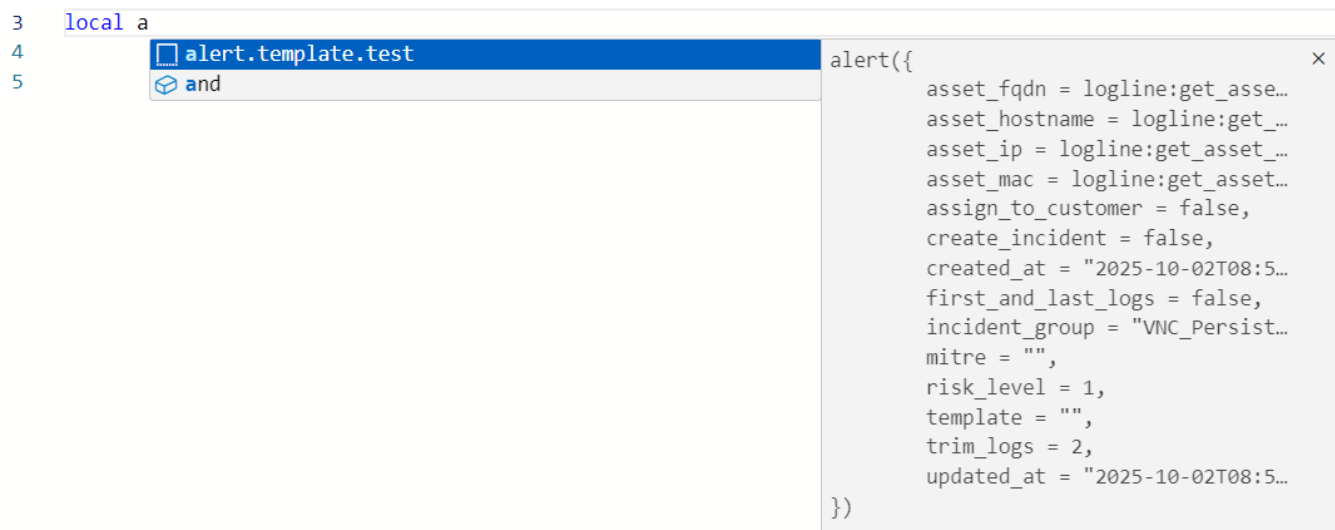 3 local a
4 alert.template.test
5 and
alert({
asset_fqdn = logline:get_asse…
asset_hostname = logline:get_…
asset_ip = logline:get_asset_…
asset_mac = logline:get_asset…
assign_to_customer = false,
create_incident = false,
created_at = "2025-10-02T08:5…
first_and_last_logs = false,
incident_group = "VNC_Persist…
mitre = "",
risk_level = 1,
template = "",
trim_logs = 2,
updated_at = "2025-10-02T08:5…
})